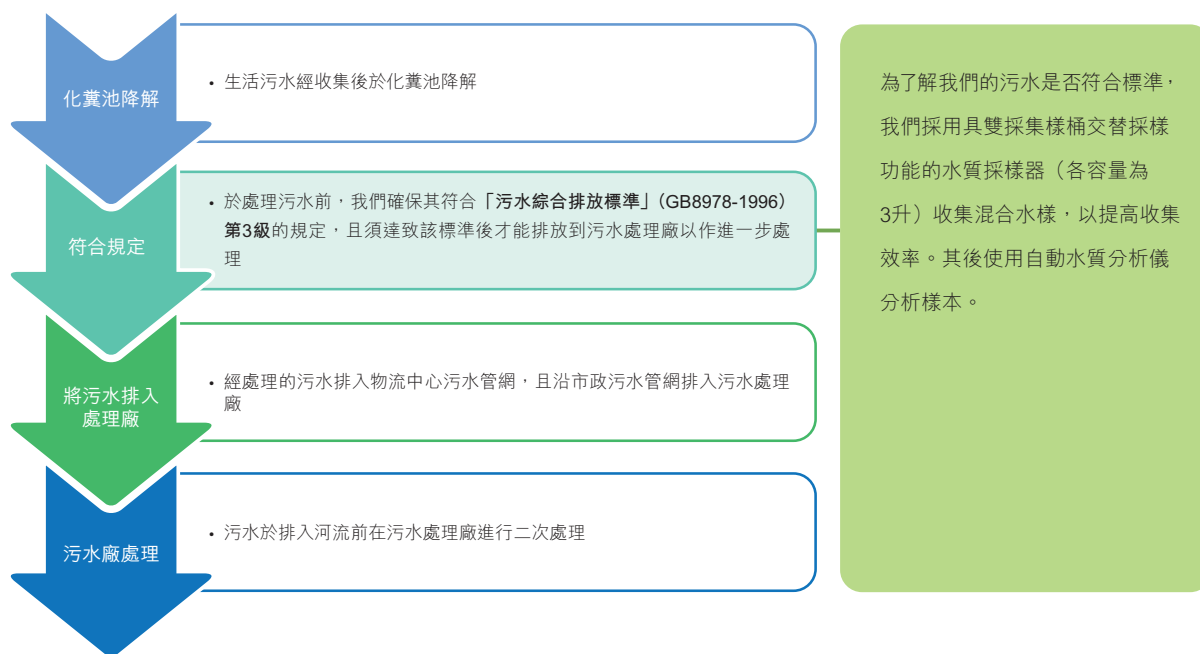 化糞池降解
• 生活污水經收集後於化糞池降解
符合規定
• 於處理污水前，我們確保其符合「污水綜合排放標準」(GB8978-1996)
第3級的規定，且須達致該標準後才能排放到污水處理廠以作進一步處
理
將污水排入
處理廠
• 經處理的污水排入物流中心污水管網，且沿市政污水管網排入污水處理
廠
污水廠處理
• 污水於排入河流前在污水處理廠進行二次處理
為了解我們的污水是否符合標準，
我們採用具雙採集樣桶交替採樣
功能的水質採樣器（各容量為
3升）收集混合水樣，以提高收集
效率。其後使用自動水質分析儀
分析樣本。